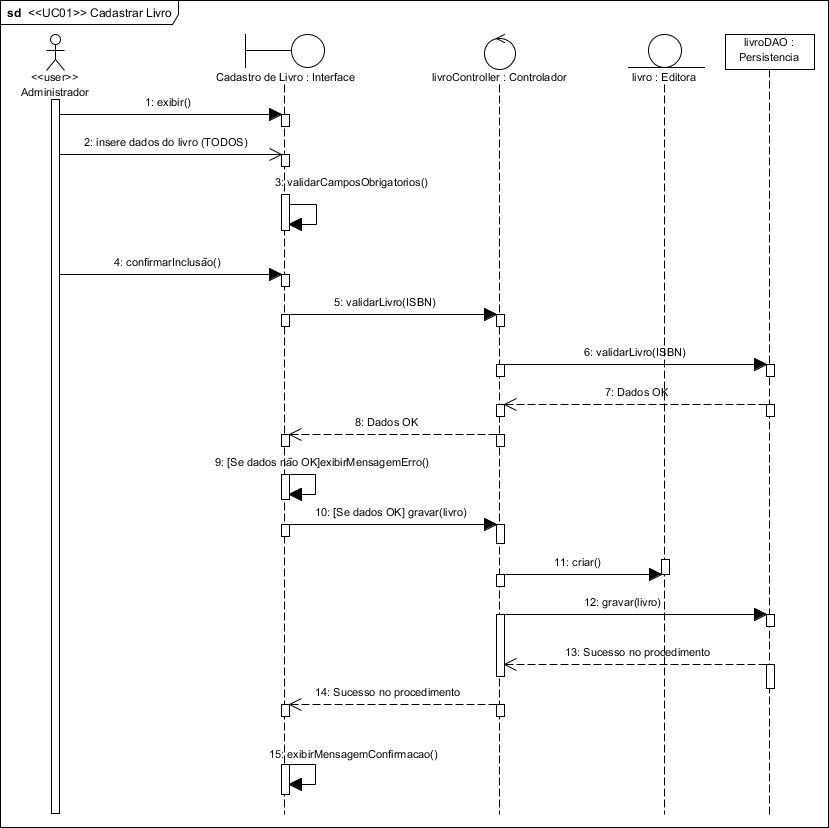 sd <<UC01>> Cadastrar Livro
<<user>>
Administrador
Cadastro de Livro : Interface
livroController : Controlador
livro : Editora
livroDAO :
Persistencia
1: exibir()
2: insere dados do livro (TODOS)
3: validarCamposObrigatorios()
4: confirmarInclusão()
5: validarLivro(ISBN)
6: validarLivro(ISBN)
7: Dados OK
8: Dados OK
9: [Se dados não OK]exibirMensagemErro()
10: [Se dados OK] gravar(livro)
11: criar()
12: gravar(livro)
13: Sucesso no procedimento
14: Sucesso no procedimento
15: exibirMensagemConfirmacao()